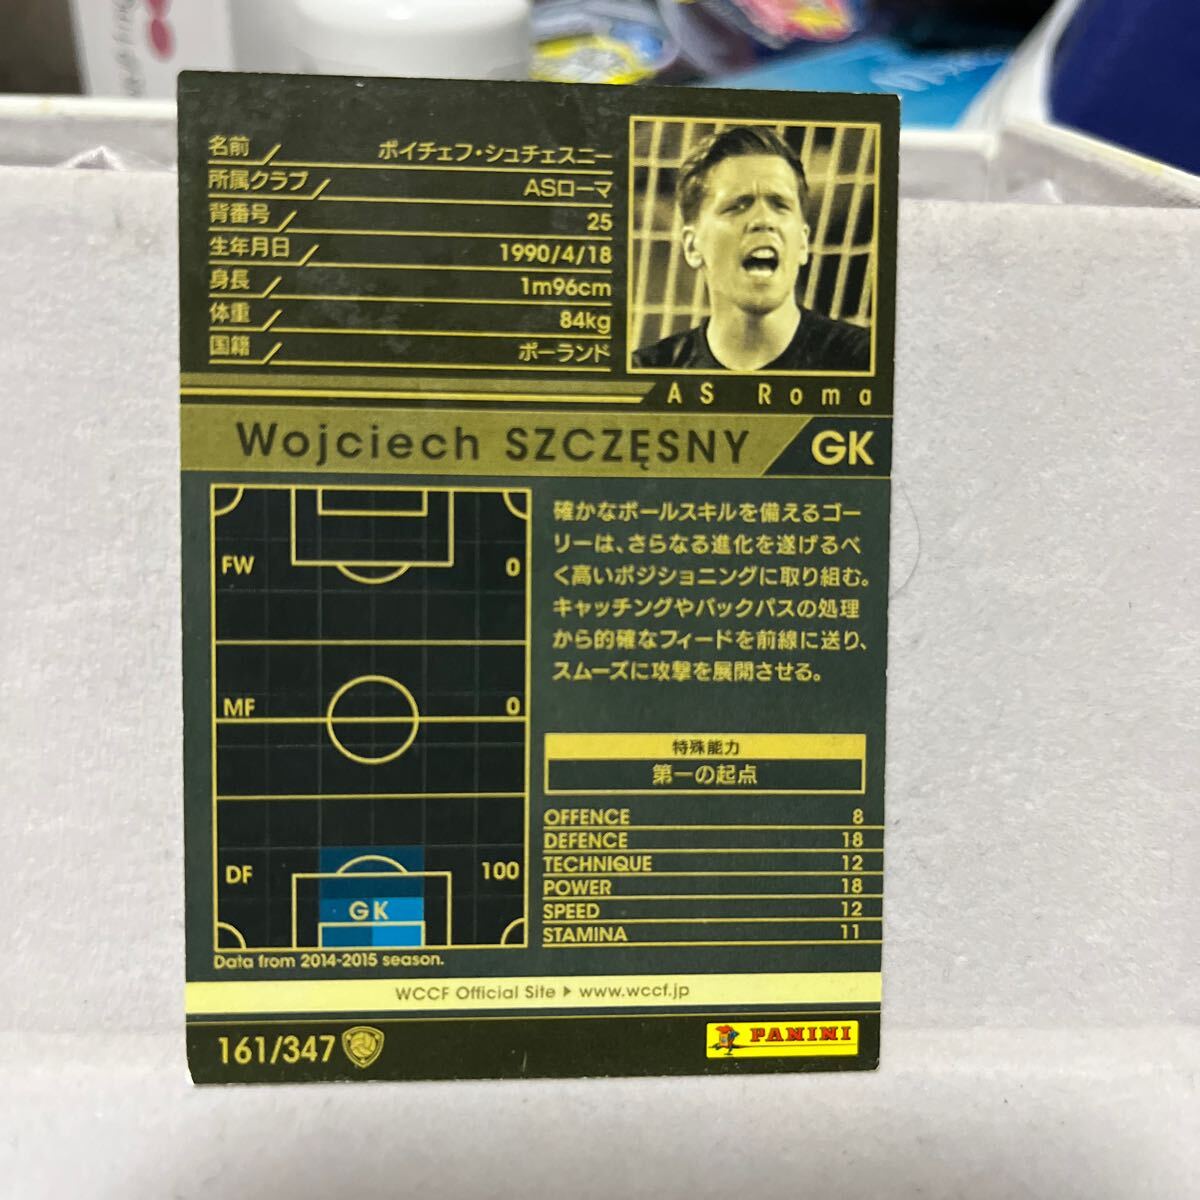 名前 ボイチェフ・シュチェスニー
所属クラブ ASローマ
背番号 25
生年月日 1990/4/18
身長 1m96cm
体重 84kg
国籍 ポーランド
AS Roma
Wojciech SZCZĘSNY GK
FW 0
MF 0
DF 100
GK
Data from 2014-2015 season.
確かなボールスキルを備えるゴー
リーは、さらなる進化を遂げるべ
く高いポジショニングに取り組む。
キャッチングやバックパスの処理
から的確なフィードを前線に送り、
スムーズに攻撃を展開させる。
特殊能力
第一の起点
OFFENCE 8
DEFENCE 18
TECHNIQUE 12
POWER 18
SPEED 12
STAMINA 11
WCCF Official Site ▶ www.wccf.jp
161/347
PANINI